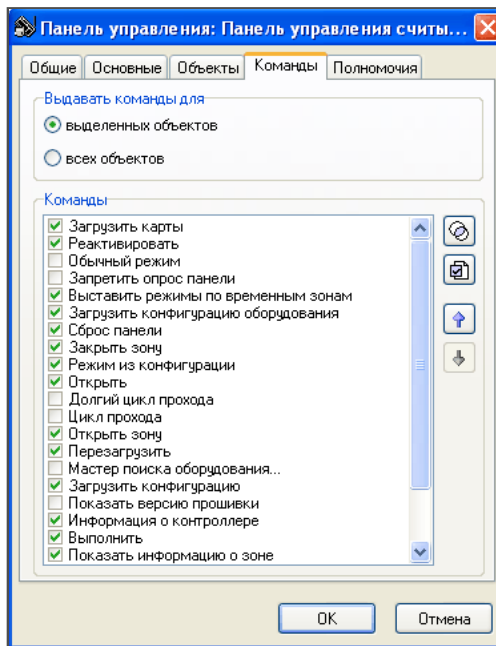 Панель управления: Панель управления считы...
Общие Основные Объекты Команды Полномочия
Выдавать команды для
выделенных объектов
всех объектов
Команды
Загрузить карты
Реактивировать
Обычный режим
Запретить опрос панели
Выставить режимы по временным зонам
Загрузить конфигурацию оборудования
Сброс панели
Закрыть зону
Режим из конфигурации
Открыть
Долгий цикл прохода
Цикл прохода
Открыть зону
Перезагрузить
Мастер поиска оборудования...
Загрузить конфигурацию
Показать версию прошивки
Информация о контроллере
Выполнить
Показать информацию о зоне
OK Отмена